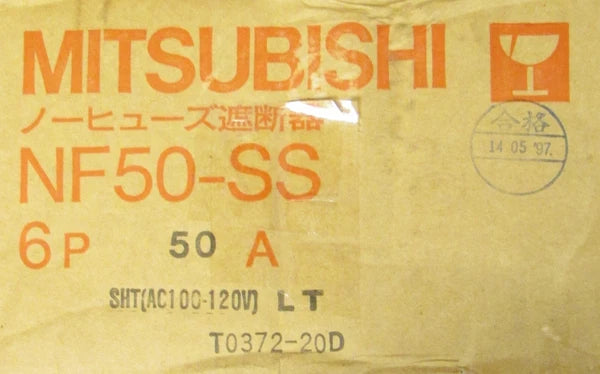 MITSUBISHI
ノーヒューズ遮断器
合格
14 05 '97.
NF50-SS
6P 50 A
SHT(AC100-120V) LT
T0372-20D